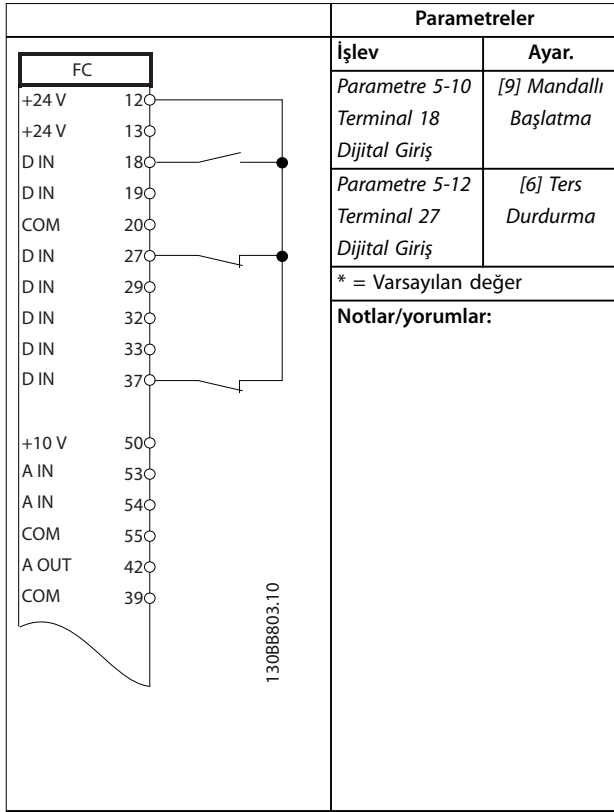 Parametreler
İşlev Ayar.
Parametre 5-10 [9] Mandallı
Terminal 18 Başlatma
Dijital Giriş
Parametre 5-12 [6] Ters
Terminal 27 Durdurma
Dijital Giriş
* = Varsayılan değer
Notlar/yorumlar:
FC
+24 V 12
+24 V 13
D IN 18
D IN 19
COM 20
D IN 27
D IN 29
D IN 32
D IN 33
D IN 37
+10 V 50
A IN 53
A IN 54
COM 55
A OUT 42
COM 39
130BB803.10